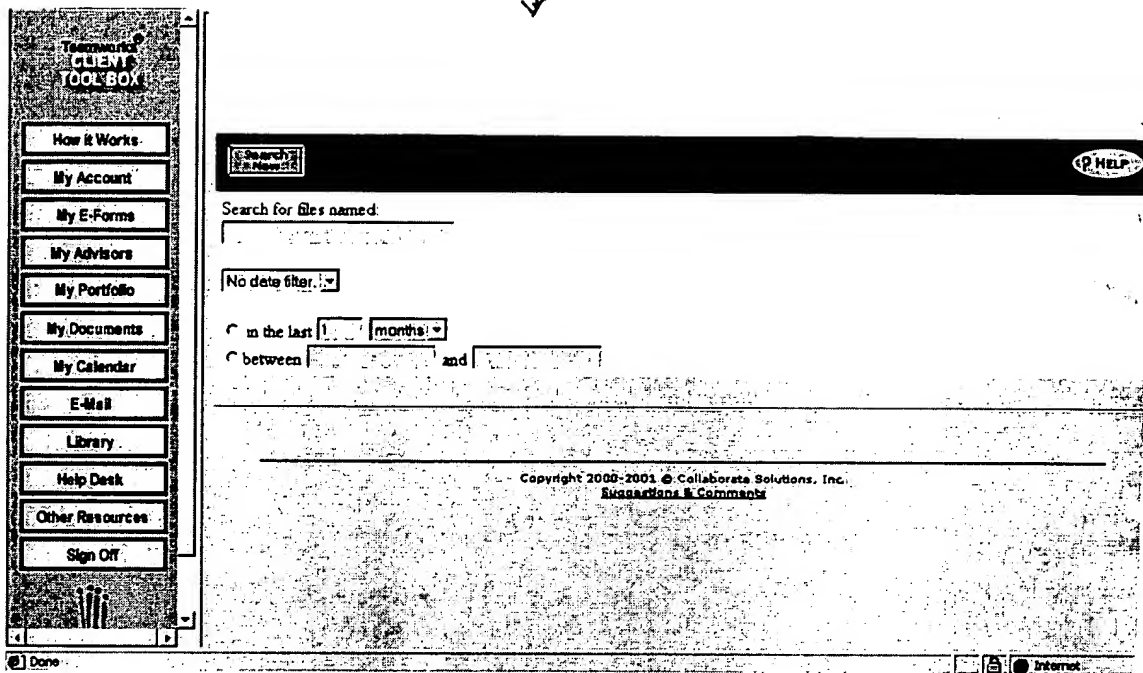 Teamworks
CLIENT
TOOL BOX
How it Works
My Account
My E-Forms
My Advisors
My Portfolio
My Documents
My Calendar
E-Mail
Library
Help Desk
Other Resources
Sign Off
Search
Now
HELP
Search for files named:
No date filter.
in the last 1 months
between and
Copyright 2000-2001 © Collaborate Solutions, Inc.
Suggestions & Comments
Done
Internet